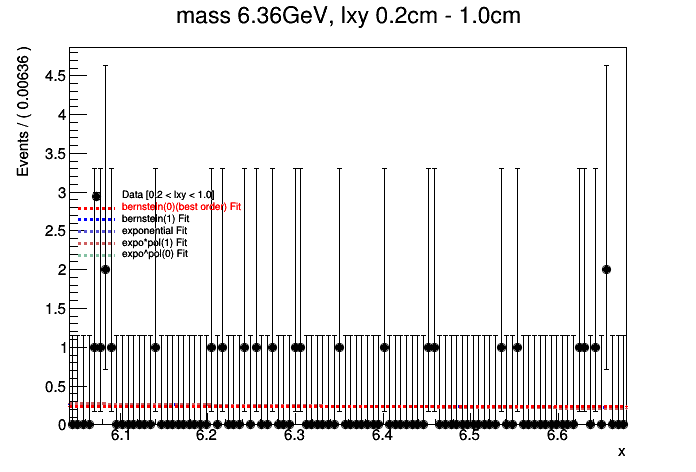 mass 6.36GeV, lxy 0.2cm - 1.0cm
Events / ( 0.00636 )
4.5
4
3.5
3
2.5
2
1.5
1
0.5
0
Data [0.2 < lxy < 1.0]
bernstein(0)(best order) Fit
bernstein(1) Fit
exponential Fit
expo*pol(1) Fit
expo^pol(0) Fit
6.1 6.2 6.3 6.4 6.5 6.6
x